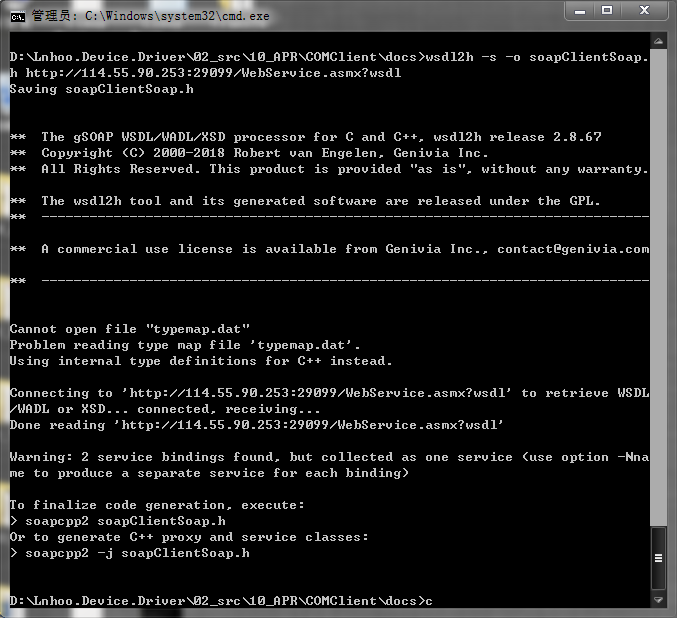 管理员: C:\Windows\system32\cmd.exe
D:\Lnhoo.Device.Driver\02_src\10_APR\COMClient\docs>wsdl2h -s -o soapClientSoap.
h http://114.55.90.253:29099/WebService.asmx?wsdl
Saving soapClientSoap.h
**  The gSOAP WSDL/WADL/XSD processor for C and C++, wsdl2h release 2.8.67
**  Copyright (C) 2000-2018 Robert van Engelen, Genivia Inc.
**  All Rights Reserved. This product is provided "as is", without any warranty.
**  The wsdl2h tool and its generated software are released under the GPL.
**  ----------------------------------------------------------------------------
**  A commercial use license is available from Genivia Inc., contact@genivia.com
**  ----------------------------------------------------------------------------
Cannot open file "typemap.dat"
Problem reading type map file 'typemap.dat'.
Using internal type definitions for C++ instead.
Connecting to 'http://114.55.90.253:29099/WebService.asmx?wsdl' to retrieve WSDL
/WADL or XSD... connected, receiving...
Done reading 'http://114.55.90.253:29099/WebService.asmx?wsdl'
Warning: 2 service bindings found, but collected as one service (use option -Nna
me to produce a separate service for each binding)
To finalize code generation, execute:
> soapcpp2 soapClientSoap.h
Or to generate C++ proxy and service classes:
> soapcpp2 -j soapClientSoap.h
D:\Lnhoo.Device.Driver\02_src\10_APR\COMClient\docs>c